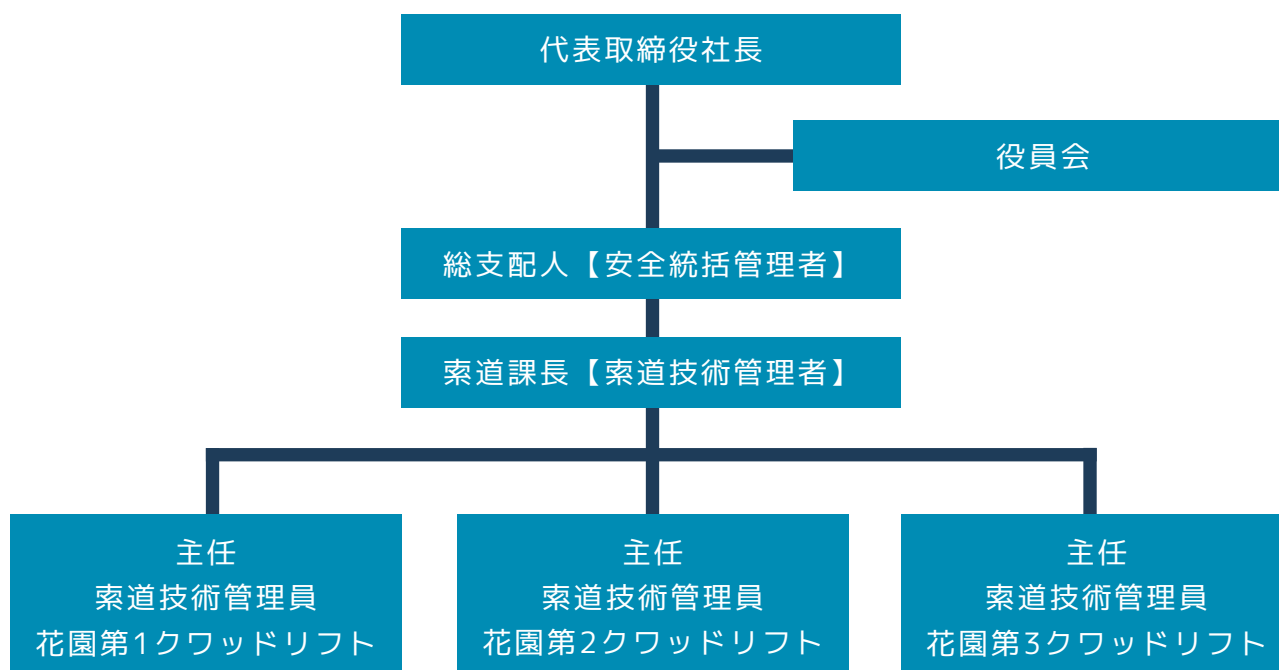 代表取締役社長
役員会
総支配人【安全統括管理者】
索道課長【索道技術管理者】
主任
索道技術管理員
花園第1クワッドリフト
主任
索道技術管理員
花園第2クワッドリフト
主任
索道技術管理員
花園第3クワッドリフト